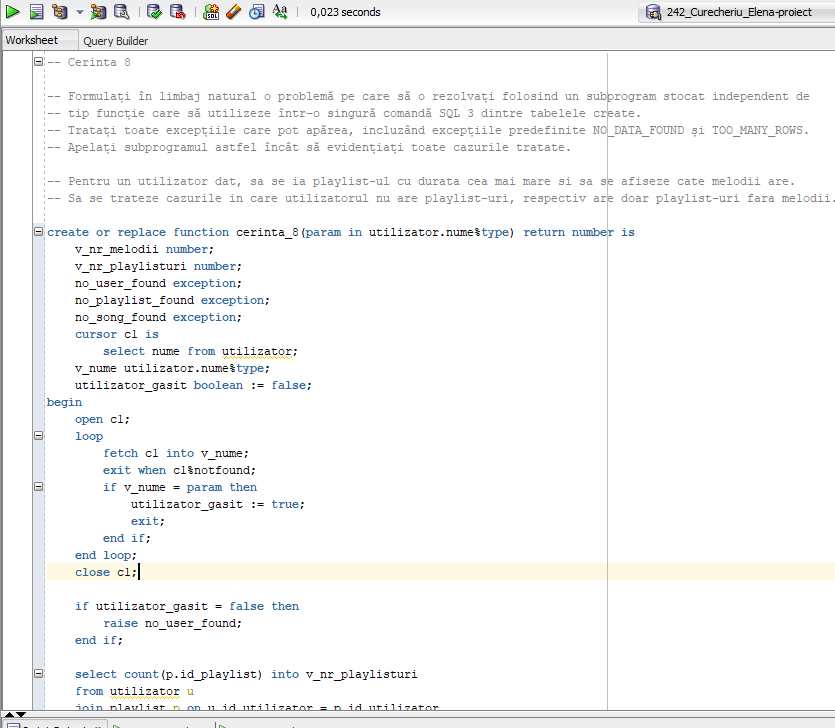 0,023 seconds
242_Curecheriu_Elena-proiect
Worksheet
Query Builder
-- Cerinta 8
-- Formulați în limbaj natural o problemă pe care să o rezolvați folosind un subprogram stocat independent de
-- tip funcție care să utilizeze într-o singură comandă SQL 3 dintre tabelele create.
-- Tratați toate excepțiile care pot apărea, incluzând excepțiile predefinite NO_DATA_FOUND și TOO_MANY_ROWS.
-- Apelați subprogramul astfel încât să evidențiați toate cazurile tratate.
-- Pentru un utilizator dat, sa se ia playlist-ul cu durata cea mai mare si sa se afiseze cate melodii are.
-- Sa se trateze cazurile in care utilizatorul nu are playlist-uri, respectiv are doar playlist-uri fara melodii.
create or replace function cerinta_8(param in utilizator.nume%type) return number is
v_nr_melodii number;
v_nr_playlisturi number;
no_user_found exception;
no_playlist_found exception;
no_song_found exception;
cursor c1 is
select nume from utilizator;
v_nume utilizator.nume%type;
utilizator_gasit boolean := false;
begin
open c1;
loop
fetch c1 into v_nume;
exit when c1%notfound;
if v_nume = param then
utilizator_gasit := true;
exit;
end if;
end loop;
close c1;
if utilizator_gasit = false then
raise no_user_found;
end if;
select count(p.id_playlist) into v_nr_playlisturi
from utilizator u
join playlist p on u.id_utilizator = p.id_utilizator